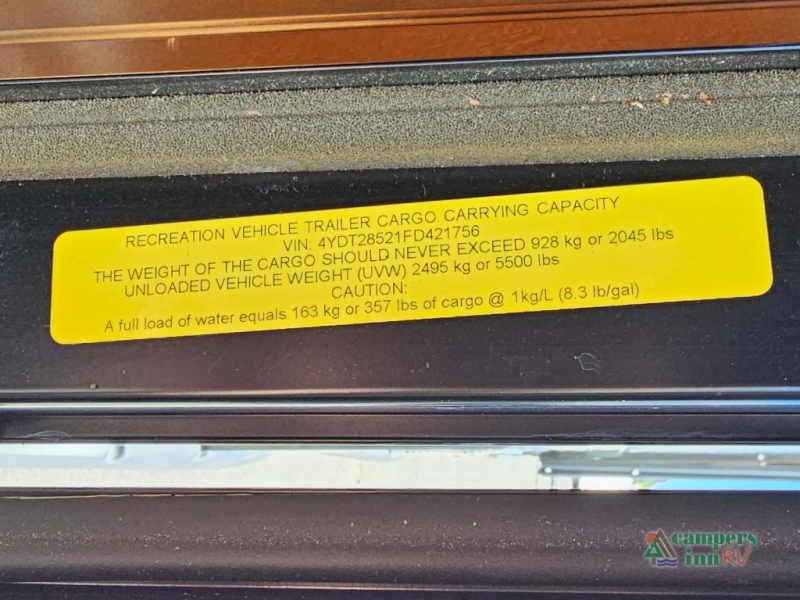 RECREATION VEHICLE TRAILER CARGO CARRYING CAPACITY
VIN: 4YDT28521FD421756
THE WEIGHT OF THE CARGO SHOULD NEVER EXCEED 928 kg or 2045 lbs
UNLOADED VEHICLE WEIGHT (UVW) 2495 kg or 5500 lbs
CAUTION:
A full load of water equals 163 kg or 357 lbs of cargo @ 1kg/L (8.3 lb/gal)
campers
inn RV